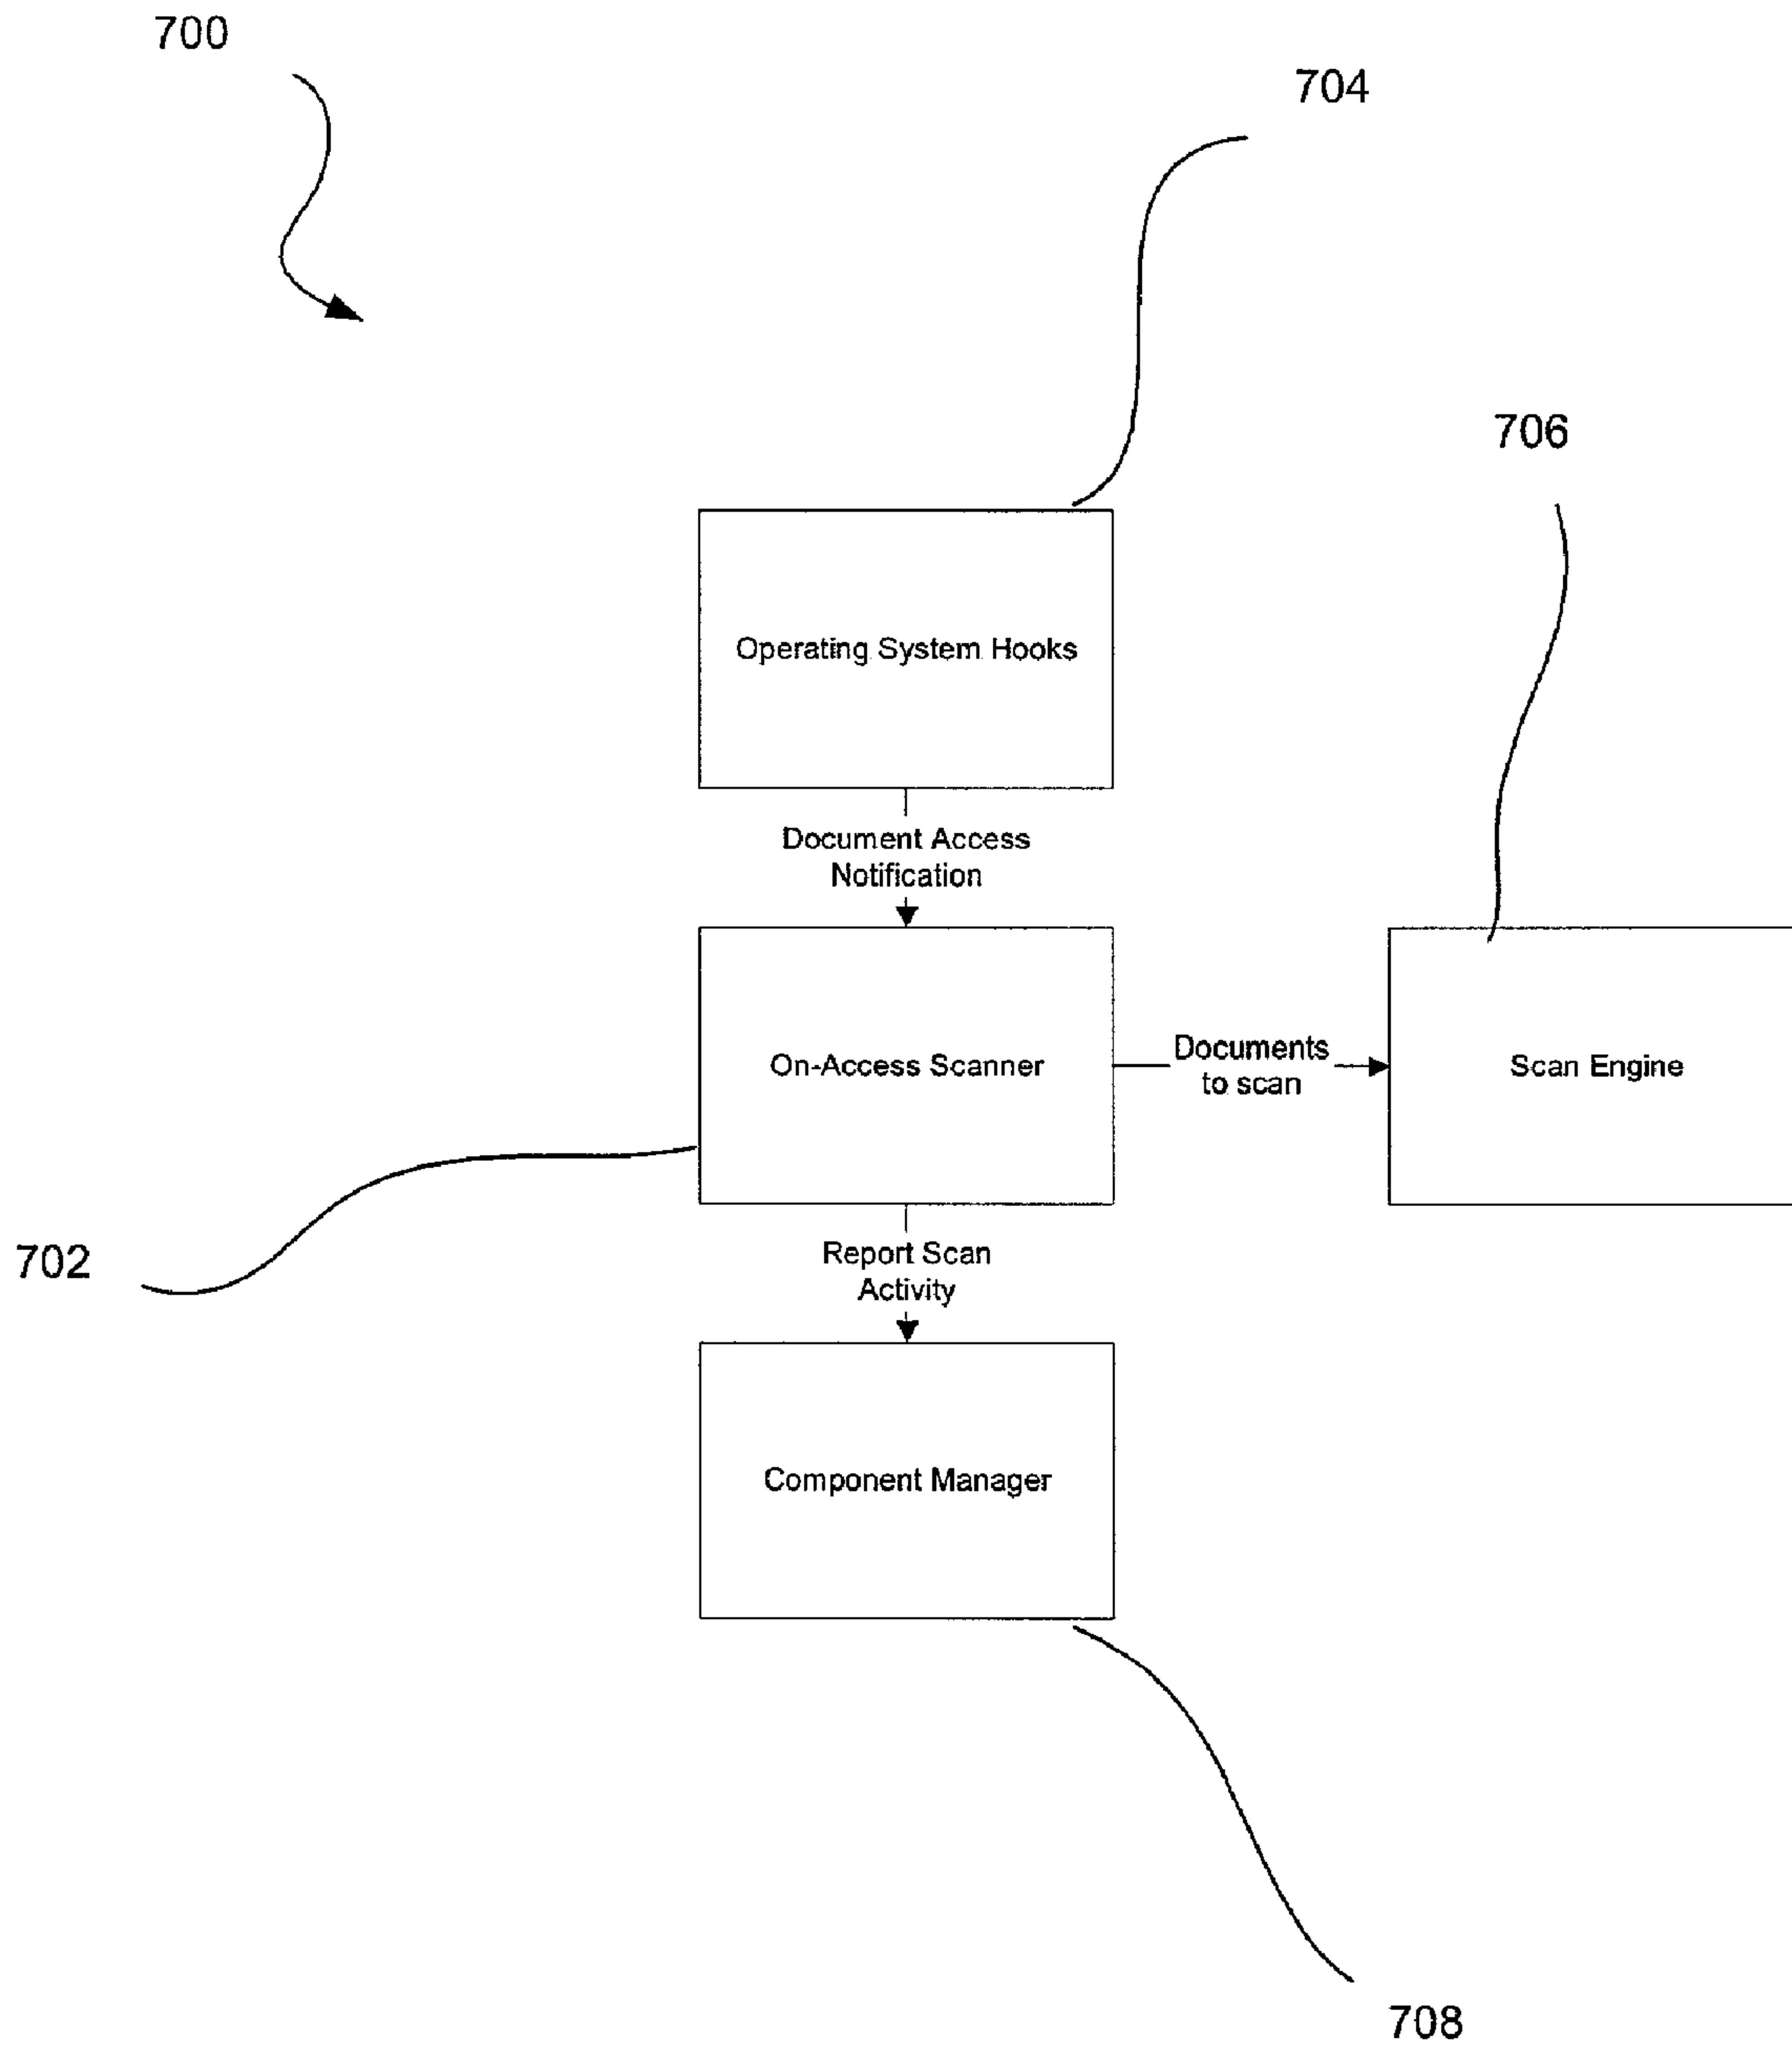 700
704
706
Operating System Hooks
Document Access
Notification
On-Access Scanner
Documents
to scan
Scan Engine
702
Report Scan
Activity
Component Manager
708